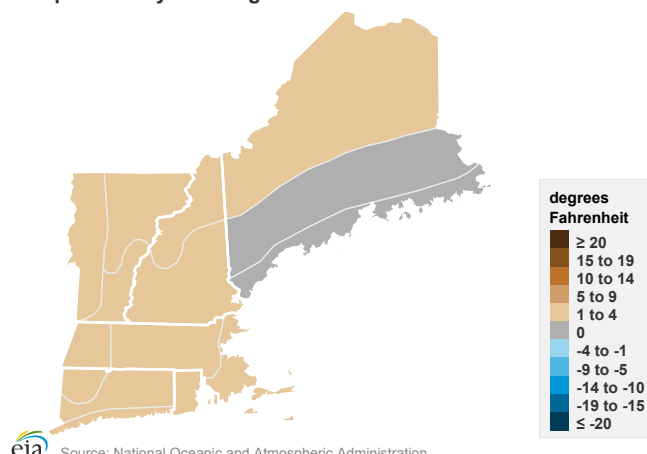 degrees
Fahrenheit
≥ 20
15 to 19
10 to 14
5 to 9
1 to 4
0
-4 to -1
-9 to -5
-14 to -10
-19 to -15
≤ -20
eia Source: National Oceanic and Atmospheric Administration